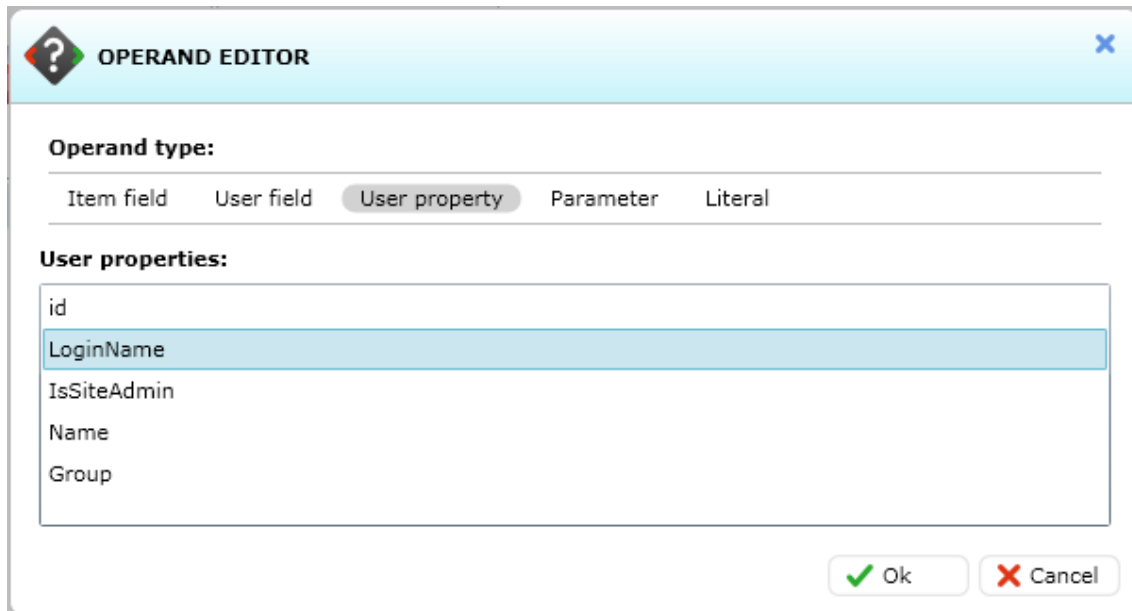 OPERAND EDITOR
Operand type:
Item field User field User property Parameter Literal
User properties:
id
LoginName
IsSiteAdmin
Name
Group
Ok Cancel